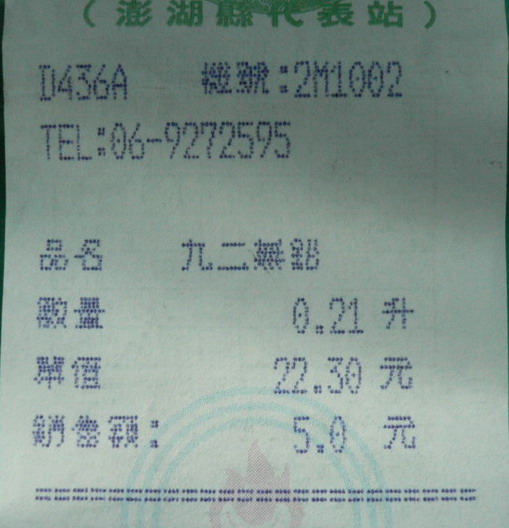 (澎湖縣代表站)
D436A 機號:2M1002
TEL:06-9272595
品名 九二無鉛
數量 0.21 升
單價 22.30 元
銷售額: 5.0 元
========================================